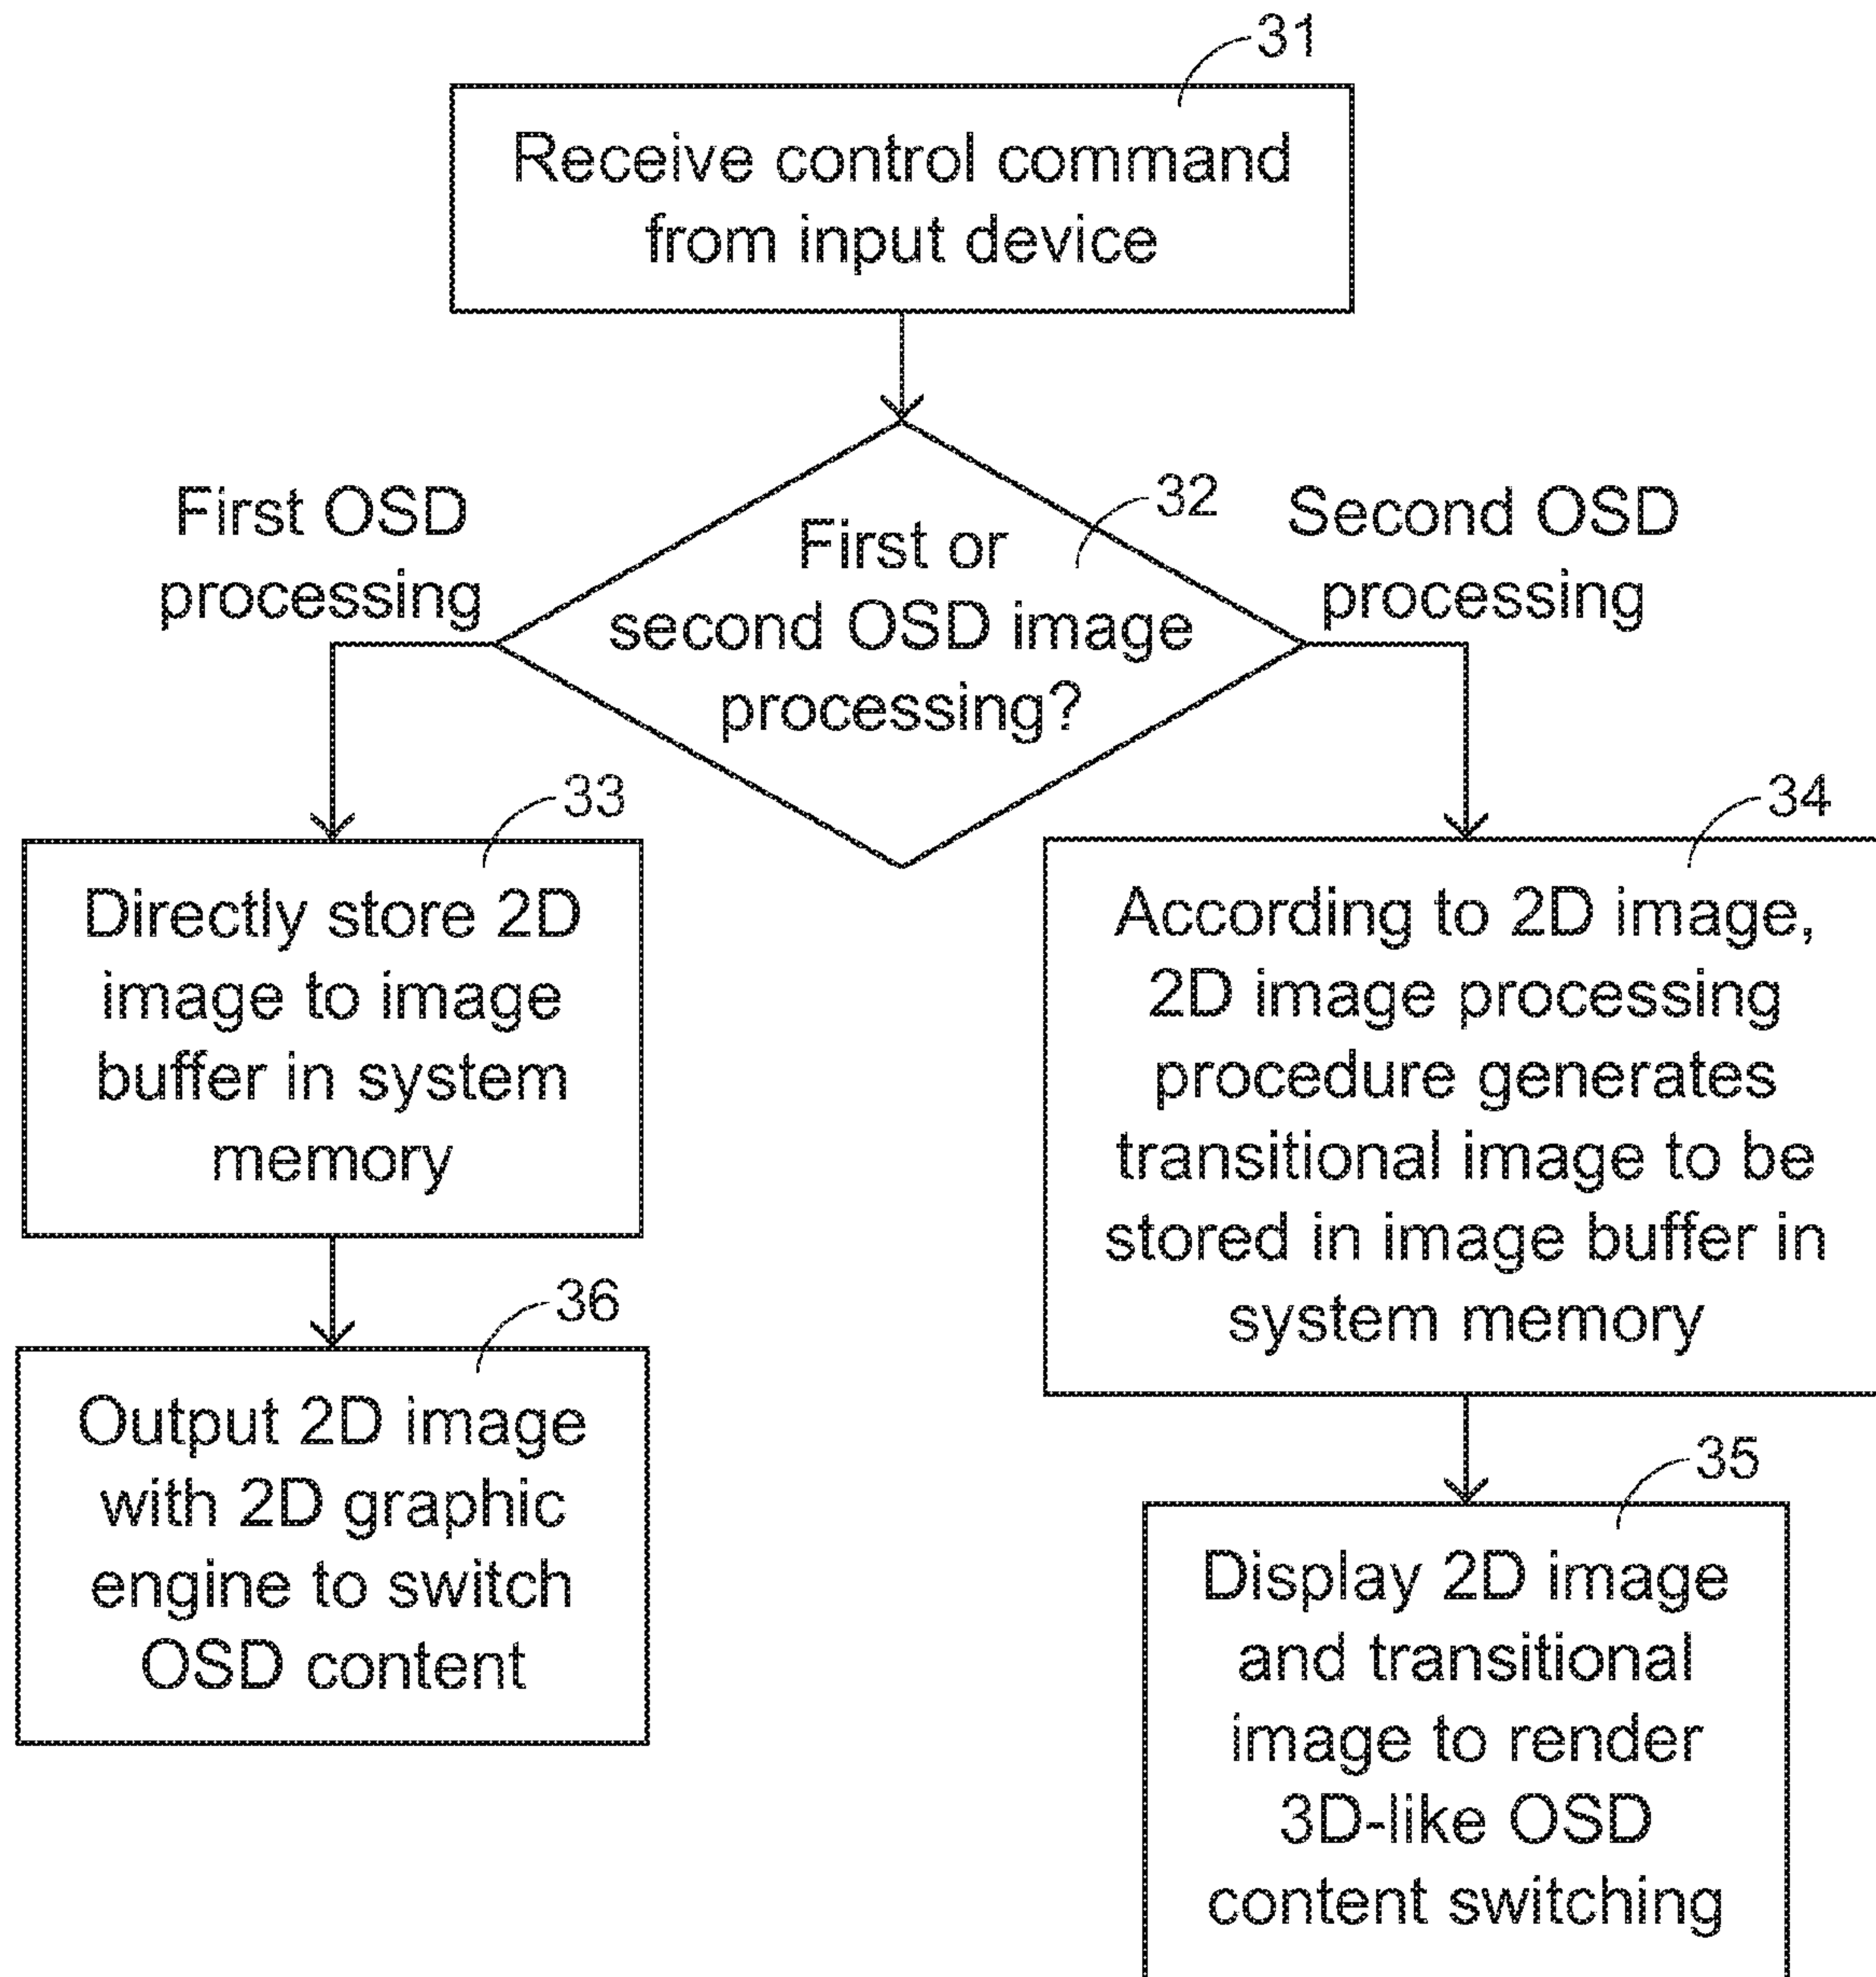 31
Receive control command
from input device
32
First or
second OSD image
processing?
First OSD
processing
Second OSD
processing
33
Directly store 2D
image to image
buffer in system
memory
34
According to 2D image,
2D image processing
procedure generates
transitional image to be
stored in image buffer in
system memory
36
Output 2D image
with 2D graphic
engine to switch
OSD content
35
Display 2D image
and transitional
image to render
3D-like OSD
content switching